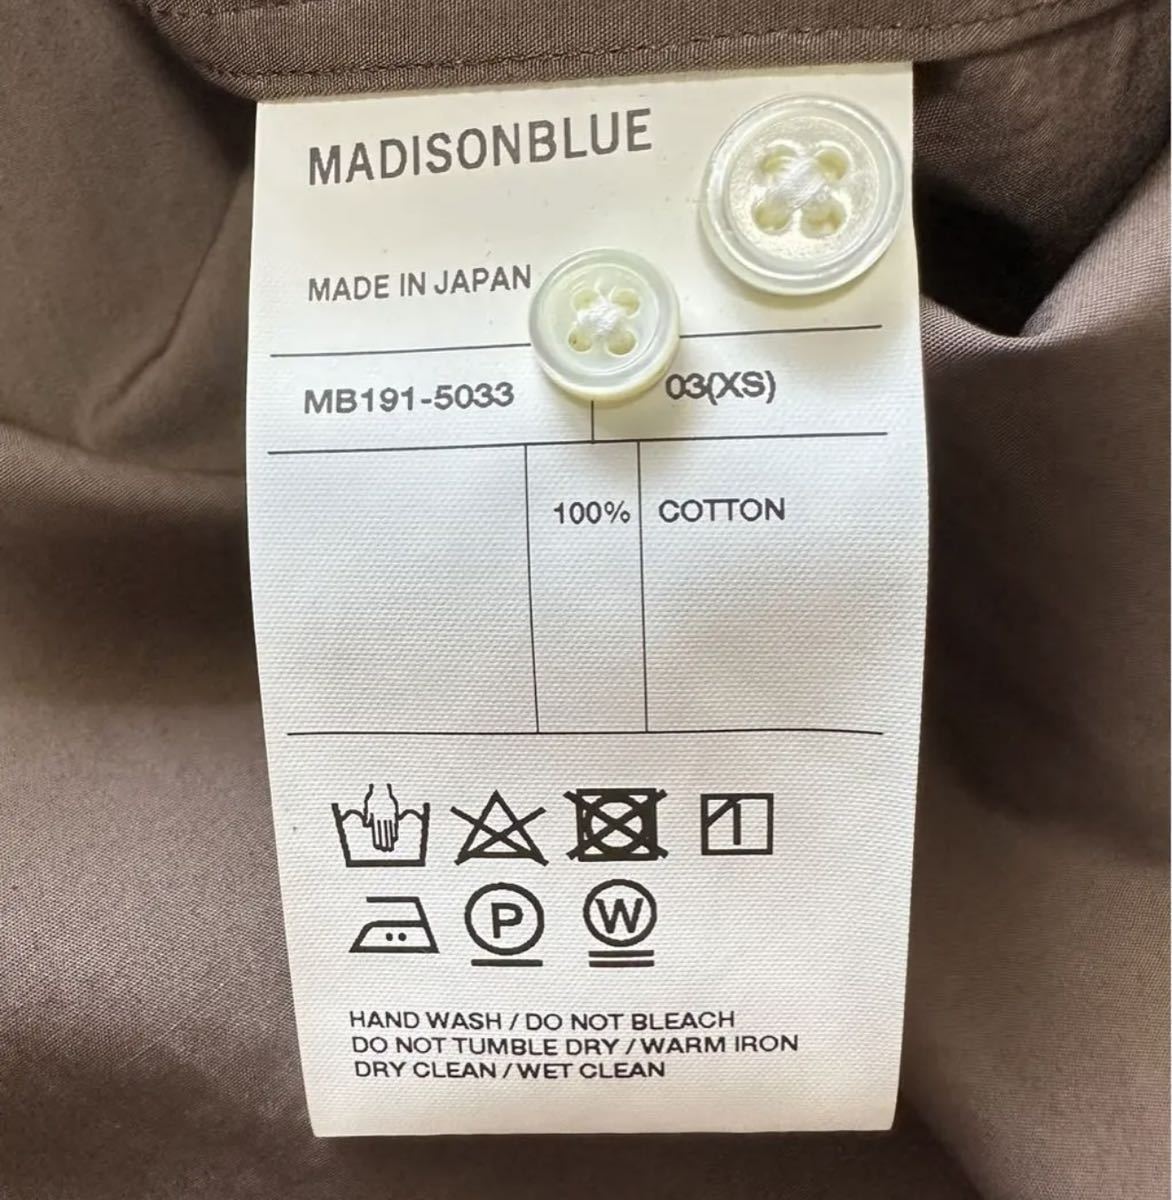 MADISONBLUE
MADE IN JAPAN
MB191-5033 03(XS)
100% COTTON
P W
HAND WASH / DO NOT BLEACH
DO NOT TUMBLE DRY / WARM IRON
DRY CLEAN / WET CLEAN